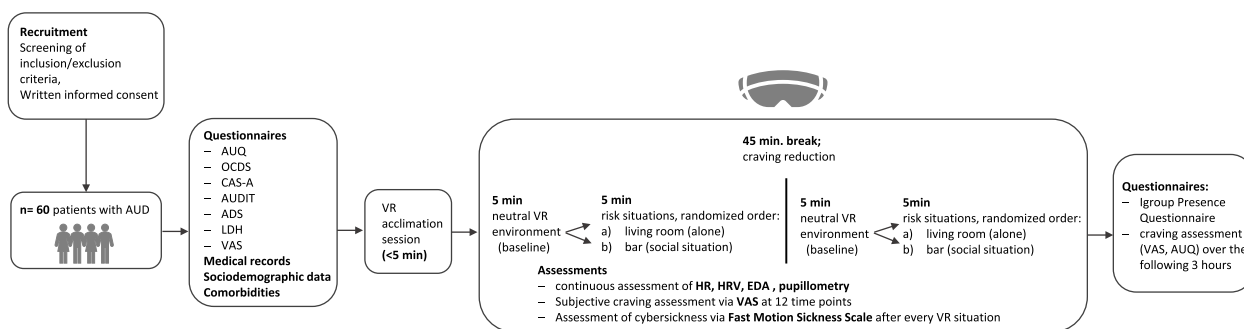 Recruitment
Screening of
inclusion/exclusion
criteria,
Written informed consent
n= 60 patients with AUD
Questionnaires
– AUQ
– OCDS
– CAS-A
– AUDIT
– ADS
– LDH
– VAS
Medical records
Sociodemographic data
Comorbidities
VR
acclimation
session
(<5 min)
45 min. break;
craving reduction
5 min
neutral VR
environment
(baseline)
5 min
risk situations, randomized order:
a) living room (alone)
b) bar (social situation)
5 min
neutral VR
environment
(baseline)
5min
risk situations, randomized order:
a) living room (alone)
b) bar (social situation)
Assessments
– continuous assessment of HR, HRV, EDA , pupillometry
– Subjective craving assessment via VAS at 12 time points
– Assessment of cybersickness via Fast Motion Sickness Scale after every VR situation
Questionnaires:
– Igroup Presence
Questionnaire
– craving assessment
(VAS, AUQ) over the
following 3 hours